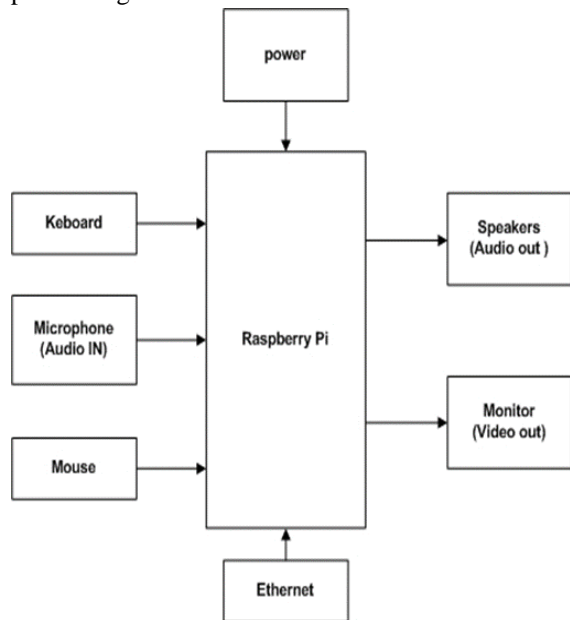 power
Keboard
Speakers
(Audio out )
Microphone
(Audio IN)
Raspberry Pi
Monitor
(Video out)
Mouse
Ethernet